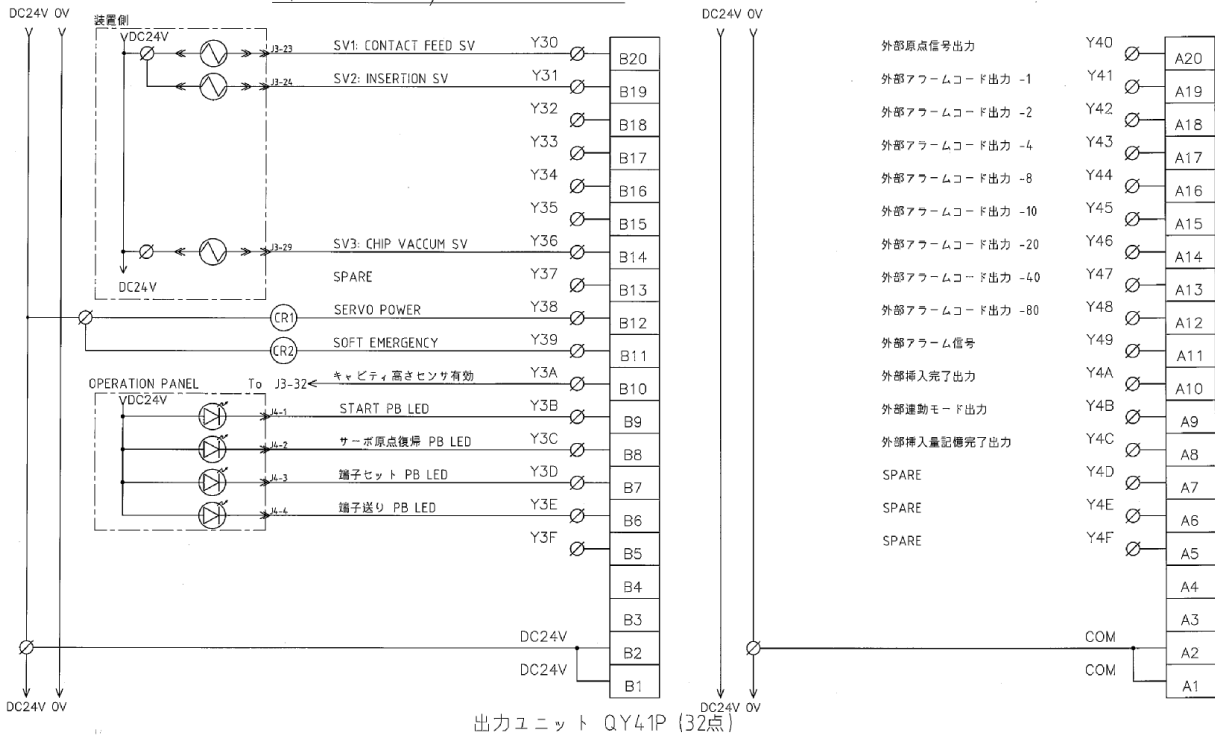 DC24V 0V
装置側
DC24V
J3-23
SV1: CONTACT FEED SV
Y30
B20
J3-24
SV2: INSERTION SV
Y31
B19
Y32
B18
Y33
B17
Y34
B16
Y35
B15
J3-29
SV3: CHIP VACCUM SV
Y36
B14
DC24V
SPARE
Y37
B13
CR1
SERVO POWER
Y38
B12
CR2
SOFT EMERGENCY
Y39
B11
OPERATION PANEL
To J3-32
キャビティ高さセンサ有効
Y3A
B10
DC24V
J4-1
START PB LED
Y3B
B9
J4-2
サーボ原点復帰 PB LED
Y3C
B8
J4-3
端子セット PB LED
Y3D
B7
J4-4
端子送り PB LED
Y3E
B6
Y3F
B5
B4
B3
DC24V
B2
DC24V
B1
DC24V 0V
DC24V 0V
外部原点信号出力
Y40
A20
外部アラームコード出力 -1
Y41
A19
外部アラームコード出力 -2
Y42
A18
外部アラームコード出力 -4
Y43
A17
外部アラームコード出力 -8
Y44
A16
外部アラームコード出力 -10
Y45
A15
外部アラームコード出力 -20
Y46
A14
外部アラームコード出力 -40
Y47
A13
外部アラームコード出力 -80
Y48
A12
外部アラーム信号
Y49
A11
外部挿入完了出力
Y4A
A10
外部連動モード出力
Y4B
A9
外部挿入量記憶完了出力
Y4C
A8
SPARE
Y4D
A7
SPARE
Y4E
A6
SPARE
Y4F
A5
A4
A3
COM
A2
COM
A1
DC24V 0V
出力ユニット QY41P (32点)